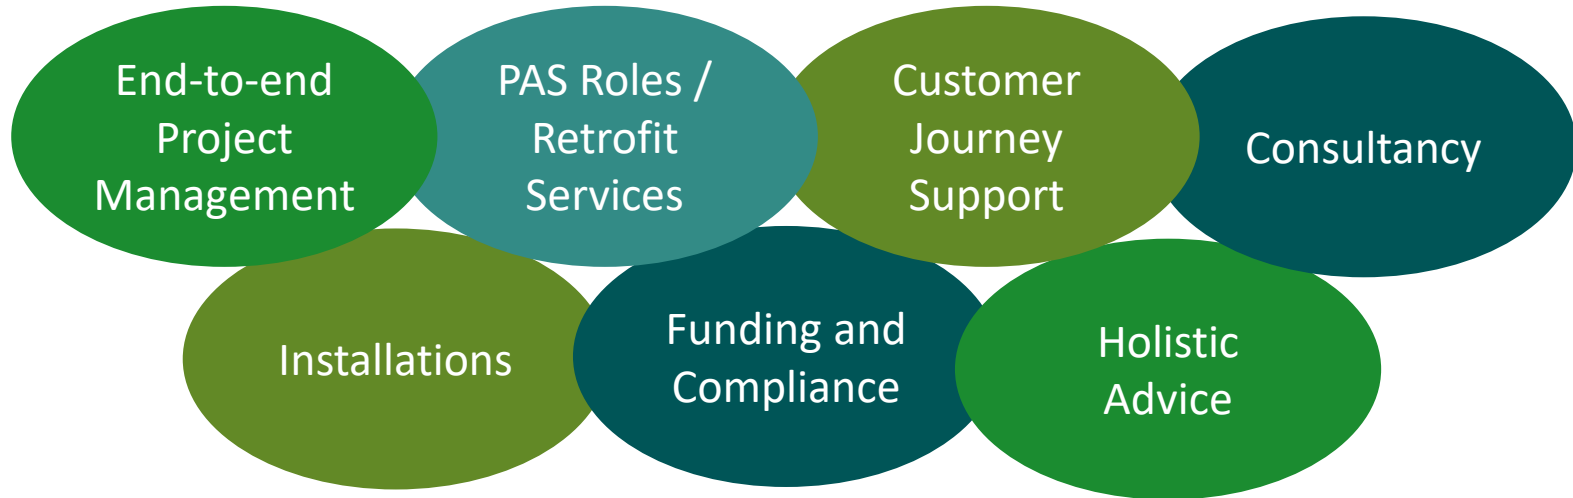 End-to-end
Project
Management
PAS Roles /
Retrofit
Services
Customer
Journey
Support
Consultancy
Installations
Funding and
Compliance
Holistic
Advice